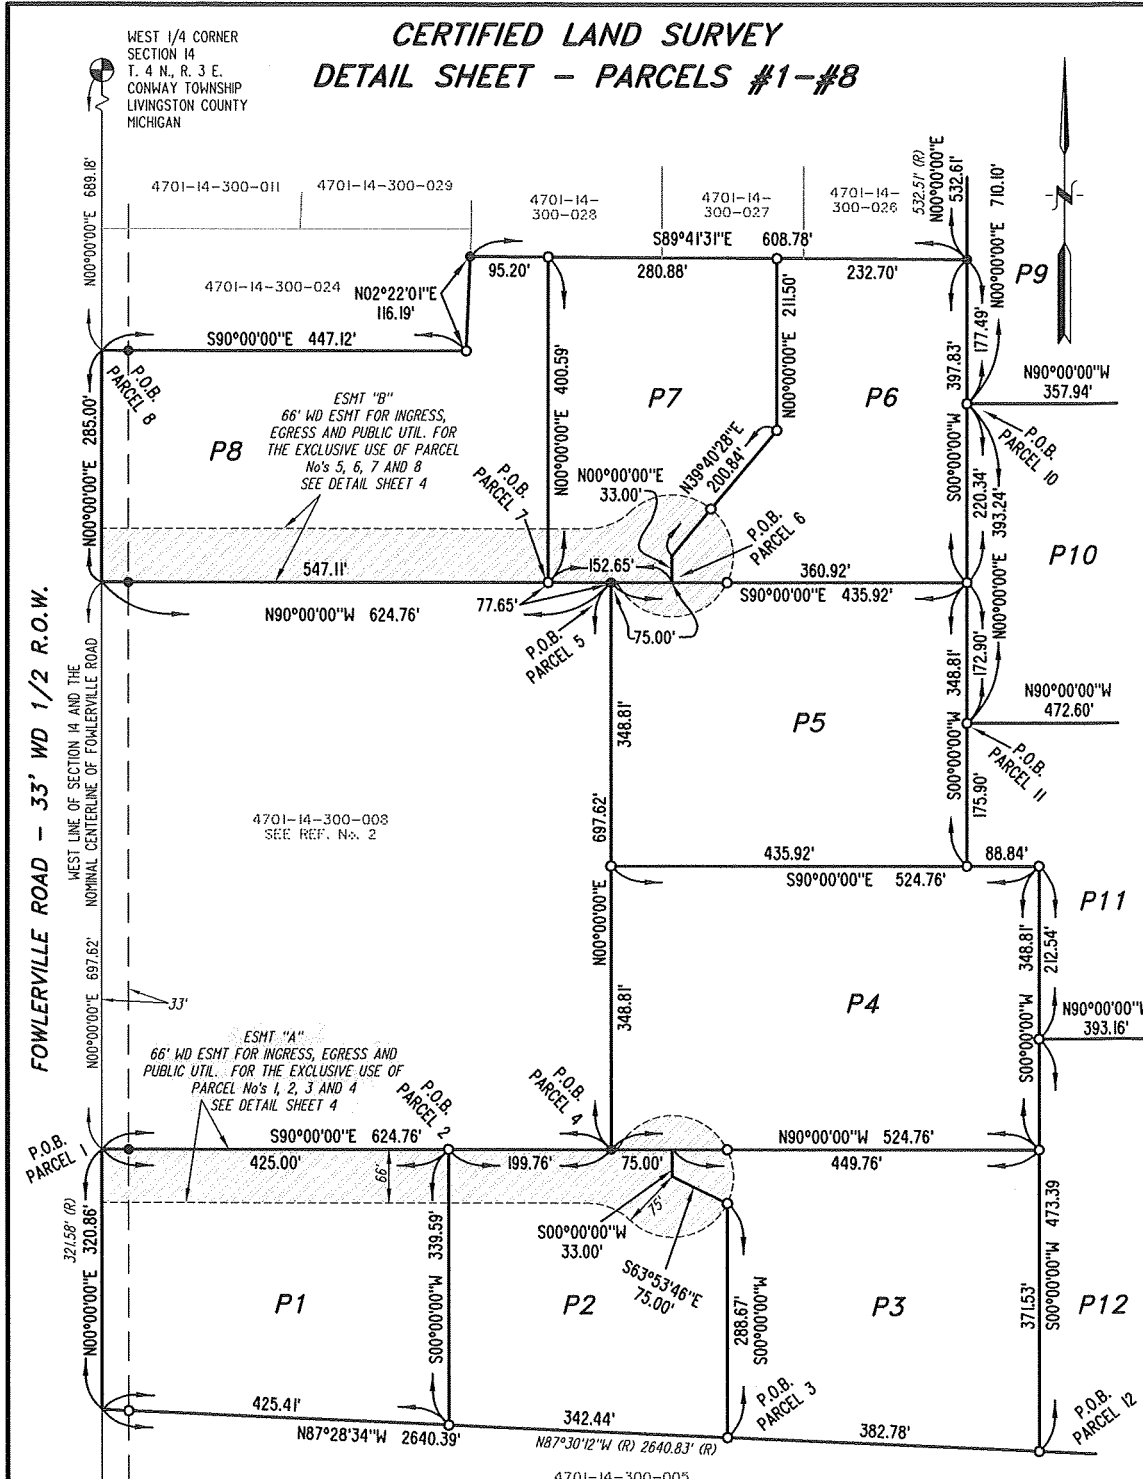 CERTIFIED LAND SURVEY
DETAIL SHEET - PARCELS #1-#8
WEST 1/4 CORNER
SECTION 14
T. 4 N., R. 3 E.
CONWAY TOWNSHIP
LIVINGSTON COUNTY
MICHIGAN
N00°00'00"E 689.18'
4701-14-300-011
4701-14-300-029
4701-14-
300-028
4701-14-
300-027
4701-14-
300-026
532.51' (R)
N00°00'00"E
532.61'
N00°00'00"E 710.10'
S89°41'31"E 608.78'
95.20'
280.88'
232.70'
P9
4701-14-300-024
N02°22'01"E
116.19'
S90°00'00"E 447.12'
P.O.B.
PARCEL 8
N00°00'00"E 285.00'
N00°00'00"E 400.59'
N00°00'00"E 211.50'
397.83'
177.49'
N90°00'00"W
357.94'
P.O.B.
PARCEL 10
ESMT "B"
66' WD ESMT FOR INGRESS,
EGRESS AND PUBLIC UTIL. FOR
THE EXCLUSIVE USE OF PARCEL
No's 5, 6, 7 AND 8
SEE DETAIL SHEET 4
P8
P7
P6
P.O.B.
PARCEL 7
N00°00'00"E
33.00'
N39°40'28"E
200.84'
P.O.B.
PARCEL 6
S00°00'00"W
220.34'
393.24'
P10
547.11'
152.65'
360.92'
N90°00'00"W 624.76'
77.65'
S90°00'00"E 435.92'
P.O.B.
PARCEL 5
75.00'
N00°00'00"E
348.81'
172.90'
N90°00'00"W
472.60'
P.O.B.
PARCEL 11
S00°00'00"W
175.90'
FOWLERVILLE ROAD - 33' WD 1/2 R.O.W.
WEST LINE OF SECTION 14 AND THE
NOMINAL CENTERLINE OF FOWLERVILLE ROAD
348.81'
P5
4701-14-300-008
SEE REF. No. 2
697.62'
435.92'
88.84'
S90°00'00"E 524.76'
N00°00'00"E
P11
348.81'
212.54'
N00°00'00"E 697.62'
33'
348.81'
P4
S00°00'00"W
N90°00'00"W
393.16'
ESMT "A"
66' WD ESMT FOR INGRESS, EGRESS AND
PUBLIC UTIL. FOR THE EXCLUSIVE USE OF
PARCEL No's 1, 2, 3 AND 4
SEE DETAIL SHEET 4
P.O.B.
PARCEL 2
P.O.B.
PARCEL 4
P.O.B.
PARCEL 1
S90°00'00"E 624.76'
N90°00'00"W 524.76'
425.00'
199.76'
75.00'
449.76'
66'
75'
321.58' (R)
N00°00'00"E 320.86'
S00°00'00"W 339.59'
S00°00'00"W
33.00'
S63°53'46"E
75.00'
288.67'
S00°00'00"W
371.53'
S00°00'00"W 473.39
P1
P2
P3
P12
P.O.B.
PARCEL 3
P.O.B.
PARCEL 12
425.41'
342.44'
382.78'
N87°28'34"W 2640.39'
N87°30'12"W (R) 2640.83' (R)
4701-14-300-005